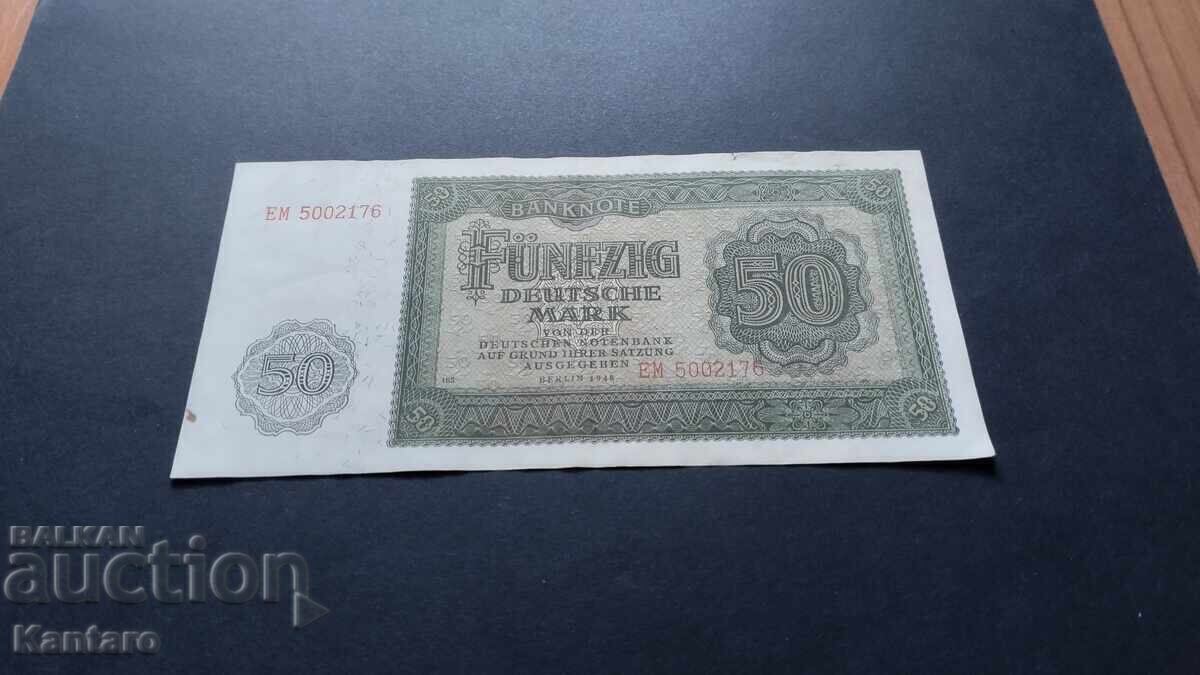 EM 5002176
50
50
50
BANKNOTE
FÜNFZIG
DEUTSCHE
MARK
VON DER
DEUTSCHEN NOTENBANK
AUF GRUND IHRER SATZUNG
AUSGEGEBEN
BERLIN 1948
EM 5002176
50
50
50
BALKAN
auction
Kantaro